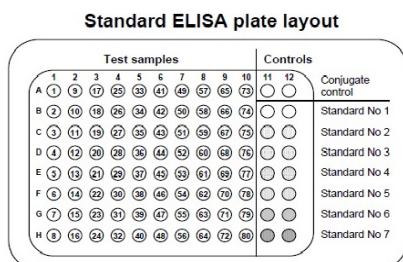 Standard ELISA plate layout
Test samples Controls
1 2 3 4 5 6 7 8 9 10 11 12
Conjugate control
A 1 9 17 25 33 41 49 57 65 73
B 2 10 18 26 34 42 50 58 66 74 Standard No 1
C 3 11 19 27 35 43 51 59 67 75 Standard No 2
D 4 12 20 28 36 44 52 60 68 76 Standard No 3
E 5 13 21 29 37 45 53 61 69 77 Standard No 4
F 6 14 22 30 38 46 54 62 70 78 Standard No 5
G 7 15 23 31 39 47 55 63 71 79 Standard No 6
H 8 16 24 32 40 48 56 64 72 80 Standard No 7